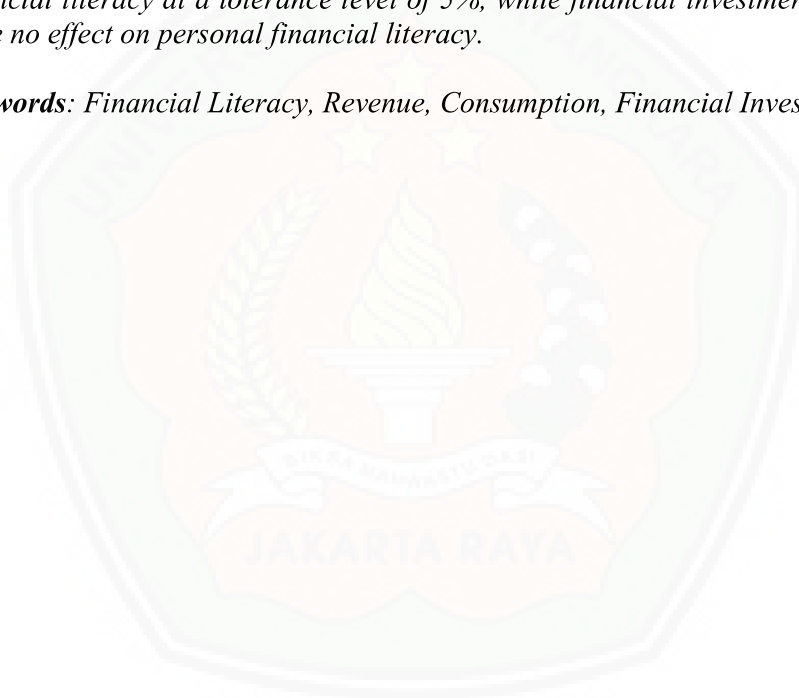 ncial literacy at a tolerance level of 5%, while financial investmen
no effect on personal financial literacy.
words: Financial Literacy, Revenue, Consumption, Financial Inves
JAKARTA RAYA